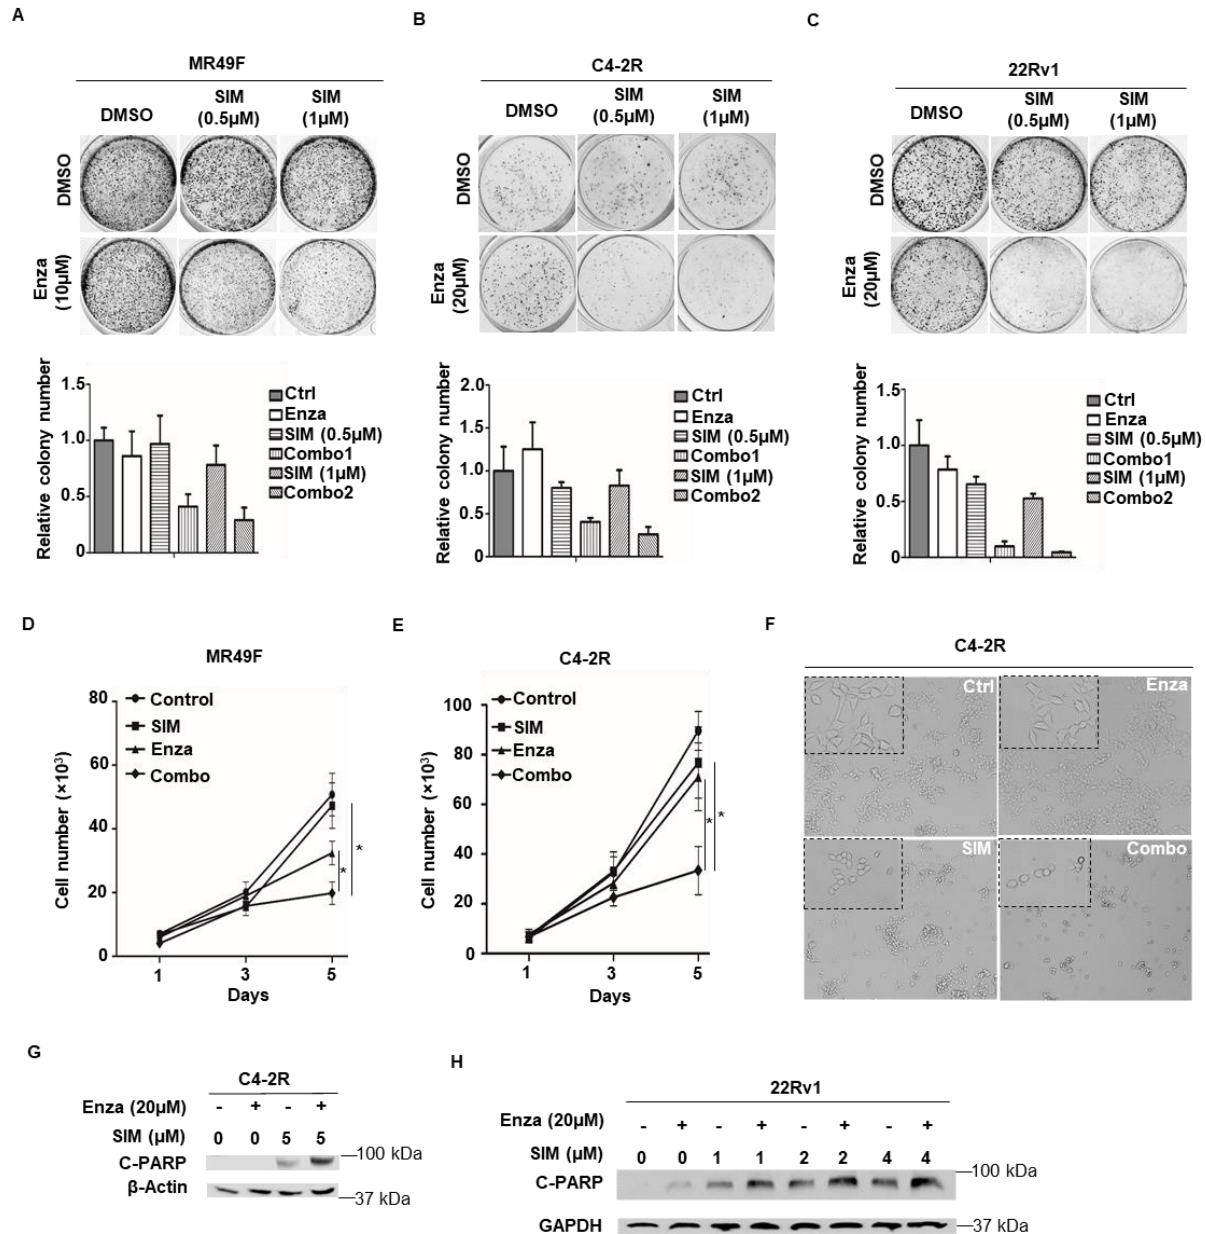 A
MR49F
DMSO
SIM
(0.5μM)
SIM
(1μM)
DMSO
Enza
(10μM)
Relative colony number
1.5
1.0
0.5
0
Ctrl
Enza
SIM (0.5μM)
Combo1
SIM (1μM)
Combo2
B
C4-2R
DMSO
SIM
(0.5μM)
SIM
(1μM)
DMSO
Enza
(20μM)
Relative colony number
2.0
1.5
1.0
0.5
0
Ctrl
Enza
SIM (0.5μM)
Combo1
SIM (1μM)
Combo2
C
22Rv1
DMSO
SIM
(0.5μM)
SIM
(1μM)
DMSO
Enza
(20μM)
Relative colony number
1.5
1.0
0.5
0
Ctrl
Enza
SIM (0.5μM)
Combo1
SIM (1μM)
Combo2
D
MR49F
Cell number (×10³)
80
60
40
20
0
Control
SIM
Enza
Combo
*
*
1 3 5
Days
E
C4-2R
Cell number (×10³)
100
80
60
40
20
0
Control
SIM
Enza
Combo
* *
1 3 5
Days
F
C4-2R
Ctrl
Enza
SIM
Combo
G
C4-2R
Enza (20μM) - + - +
SIM (μM) 0 0 5 5
C-PARP —100 kDa
β-Actin —37 kDa
H
22Rv1
Enza (20μM) - + - + - + - +
SIM (μM) 0 0 1 1 2 2 4 4
C-PARP —100 kDa
GAPDH —37 kDa